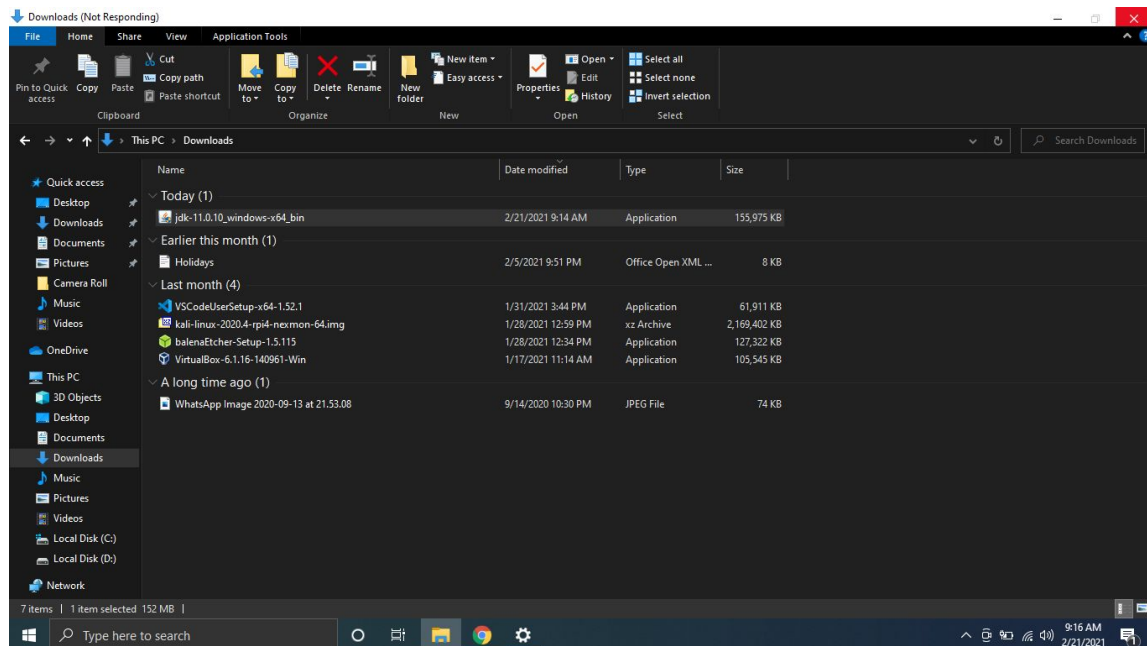 Downloads (Not Responding)
File Home Share View Application Tools
Pin to Quick access
Copy
Paste
Cut
Copy path
Paste shortcut
Move to
Copy to
Delete
Rename
New folder
New item
Easy access
Properties
Open
Edit
History
Select all
Select none
Invert selection
Clipboard Organize New Open Select
This PC > Downloads
Search Downloads
Name Date modified Type Size
Quick access
Desktop
Downloads
Documents
Pictures
Camera Roll
Music
Videos
OneDrive
This PC
3D Objects
Desktop
Documents
Downloads
Music
Pictures
Videos
Local Disk (C:)
Local Disk (D:)
Network
Today (1)
jdk-11.0.10_windows-x64_bin 2/21/2021 9:14 AM Application 155,975 KB
Earlier this month (1)
Holidays 2/5/2021 9:51 PM Office Open XML ... 8 KB
Last month (4)
VSCodeUserSetup-x64-1.52.1 1/31/2021 3:44 PM Application 61,911 KB
kali-linux-2020.4-rpi4-nexmon-64.img 1/28/2021 12:59 PM xz Archive 2,169,402 KB
balenaEtcher-Setup-1.5.115 1/28/2021 12:34 PM Application 127,322 KB
VirtualBox-6.1.16-140961-Win 1/17/2021 11:14 AM Application 105,545 KB
A long time ago (1)
WhatsApp Image 2020-09-13 at 21.53.08 9/14/2020 10:30 PM JPEG File 74 KB
7 items | 1 item selected 152 MB |
Type here to search
9:16 AM
2/21/2021
1